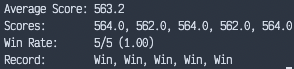 Average Score: 563.2
Scores: 564.0, 562.0, 564.0, 562.0, 564.0
Win Rate: 5/5 (1.00)
Record: Win, Win, Win, Win, Win